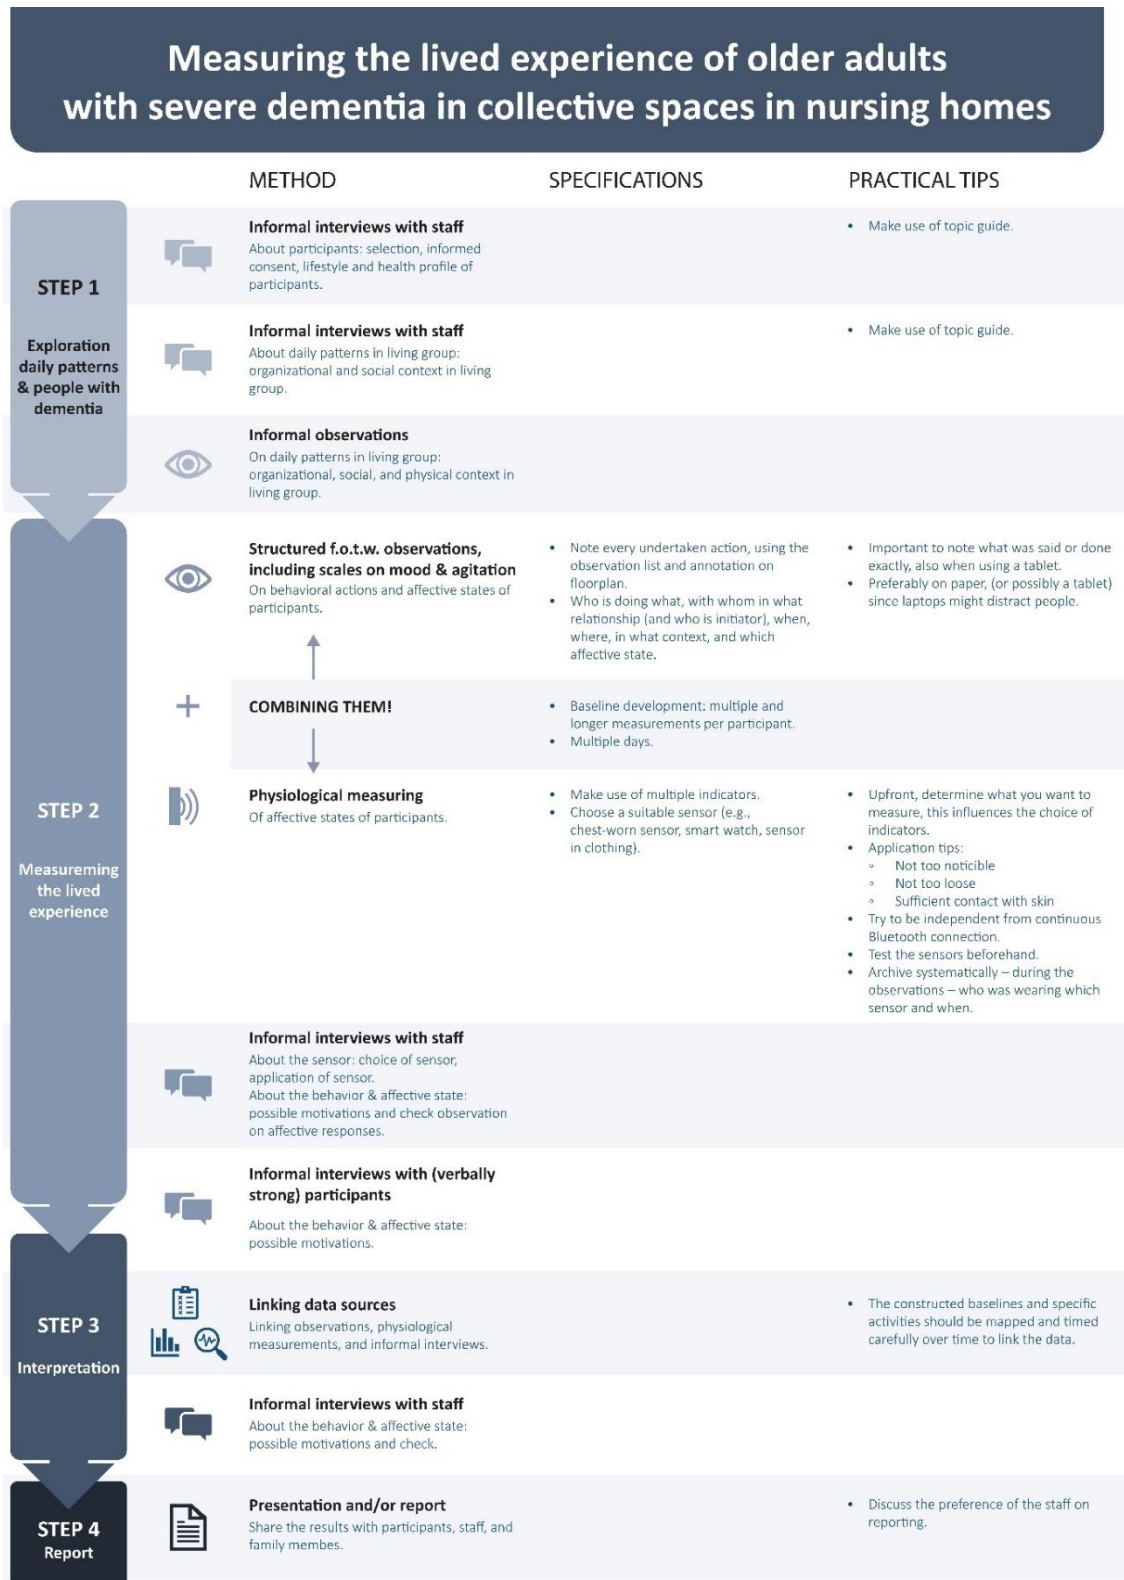 Measuring the lived experience of older adults
with severe dementia in collective spaces in nursing homes
METHOD
SPECIFICATIONS
PRACTICAL TIPS
STEP 1
Exploration
daily patterns
& people with
dementia
Informal interviews with staff
About participants: selection, informed
consent, lifestyle and health profile of
participants.
• Make use of topic guide.
Informal interviews with staff
About daily patterns in living group:
organizational and social context in living
group.
• Make use of topic guide.
Informal observations
On daily patterns in living group:
organizational, social, and physical context in
living group.
STEP 2
Measureming
the lived
experience
Structured f.o.t.w. observations,
including scales on mood & agitation
On behavioral actions and affective states of
participants.
• Note every undertaken action, using the
observation list and annotation on
floorplan.
• Who is doing what, with whom in what
relationship (and who is initiator), when,
where, in what context, and which
affective state.
• Important to note what was said or done
exactly, also when using a tablet.
• Preferably on paper, (or possibly a tablet)
since laptops might distract people.
+
COMBINING THEM!
• Baseline development: multiple and
longer measurements per participant.
• Multiple days.
Physiological measuring
Of affective states of participants.
• Make use of multiple indicators.
• Choose a suitable sensor (e.g.,
chest-worn sensor, smart watch, sensor
in clothing).
• Upfront, determine what you want to
measure, this influences the choice of
indicators.
• Application tips:
◦ Not too noticible
◦ Not too loose
◦ Sufficient contact with skin
• Try to be independent from continuous
Bluetooth connection.
• Test the sensors beforehand.
• Archive systematically – during the
observations – who was wearing which
sensor and when.
Informal interviews with staff
About the sensor: choice of sensor,
application of sensor.
About the behavior & affective state:
possible motivations and check observation
on affective responses.
Informal interviews with (verbally
strong) participants
About the behavior & affective state:
possible motivations.
STEP 3
Interpretation
Linking data sources
Linking observations, physiological
measurements, and informal interviews.
• The constructed baselines and specific
activities should be mapped and timed
carefully over time to link the data.
Informal interviews with staff
About the behavior & affective state:
possible motivations and check.
STEP 4
Report
Presentation and/or report
Share the results with participants, staff, and
family membes.
• Discuss the preference of the staff on
reporting.